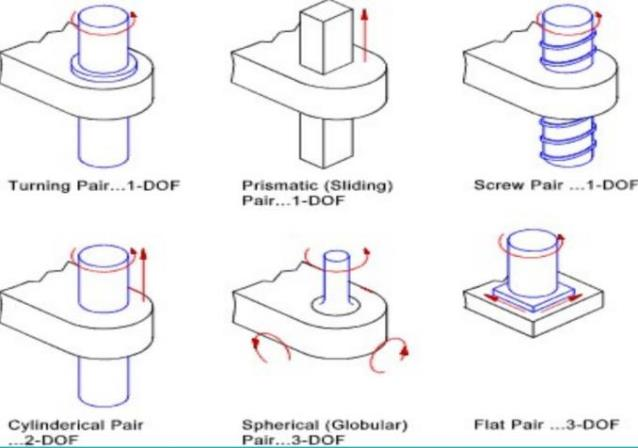 Turning Pair...1-DOF
Prismatic (Sliding)
Pair...1-DOF
Screw Pair ...1-DOF
Cylinderical Pair
...2-DOF
Spherical (Globular)
Pair...3-DOF
Flat Pair ...3-DOF